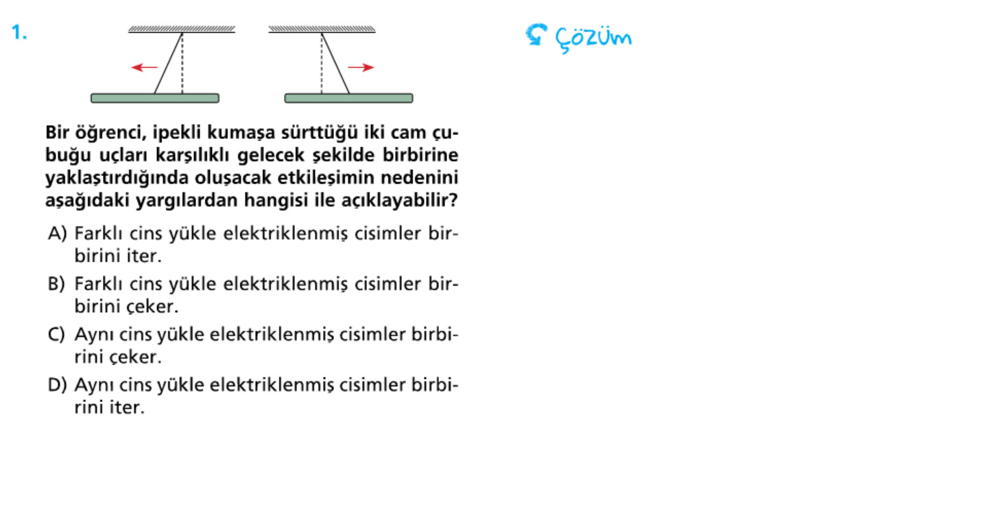 1.
Çözüm
Bir öğrenci, ipekli kumaşa sürttüğü iki cam çu-
buğu uçları karşılıklı gelecek şekilde birbirine
yaklaştırdığında oluşacak etkileşimin nedenini
aşağıdaki yargılardan hangisi ile açıklayabilir?
A) Farklı cins yükle elektriklenmiş cisimler bir-
birini iter.
B) Farklı cins yükle elektriklenmiş cisimler bir-
birini çeker.
C) Aynı cins yükle elektriklenmiş cisimler birbi-
rini çeker.
D) Aynı cins yükle elektriklenmiş cisimler birbi-
rini iter.